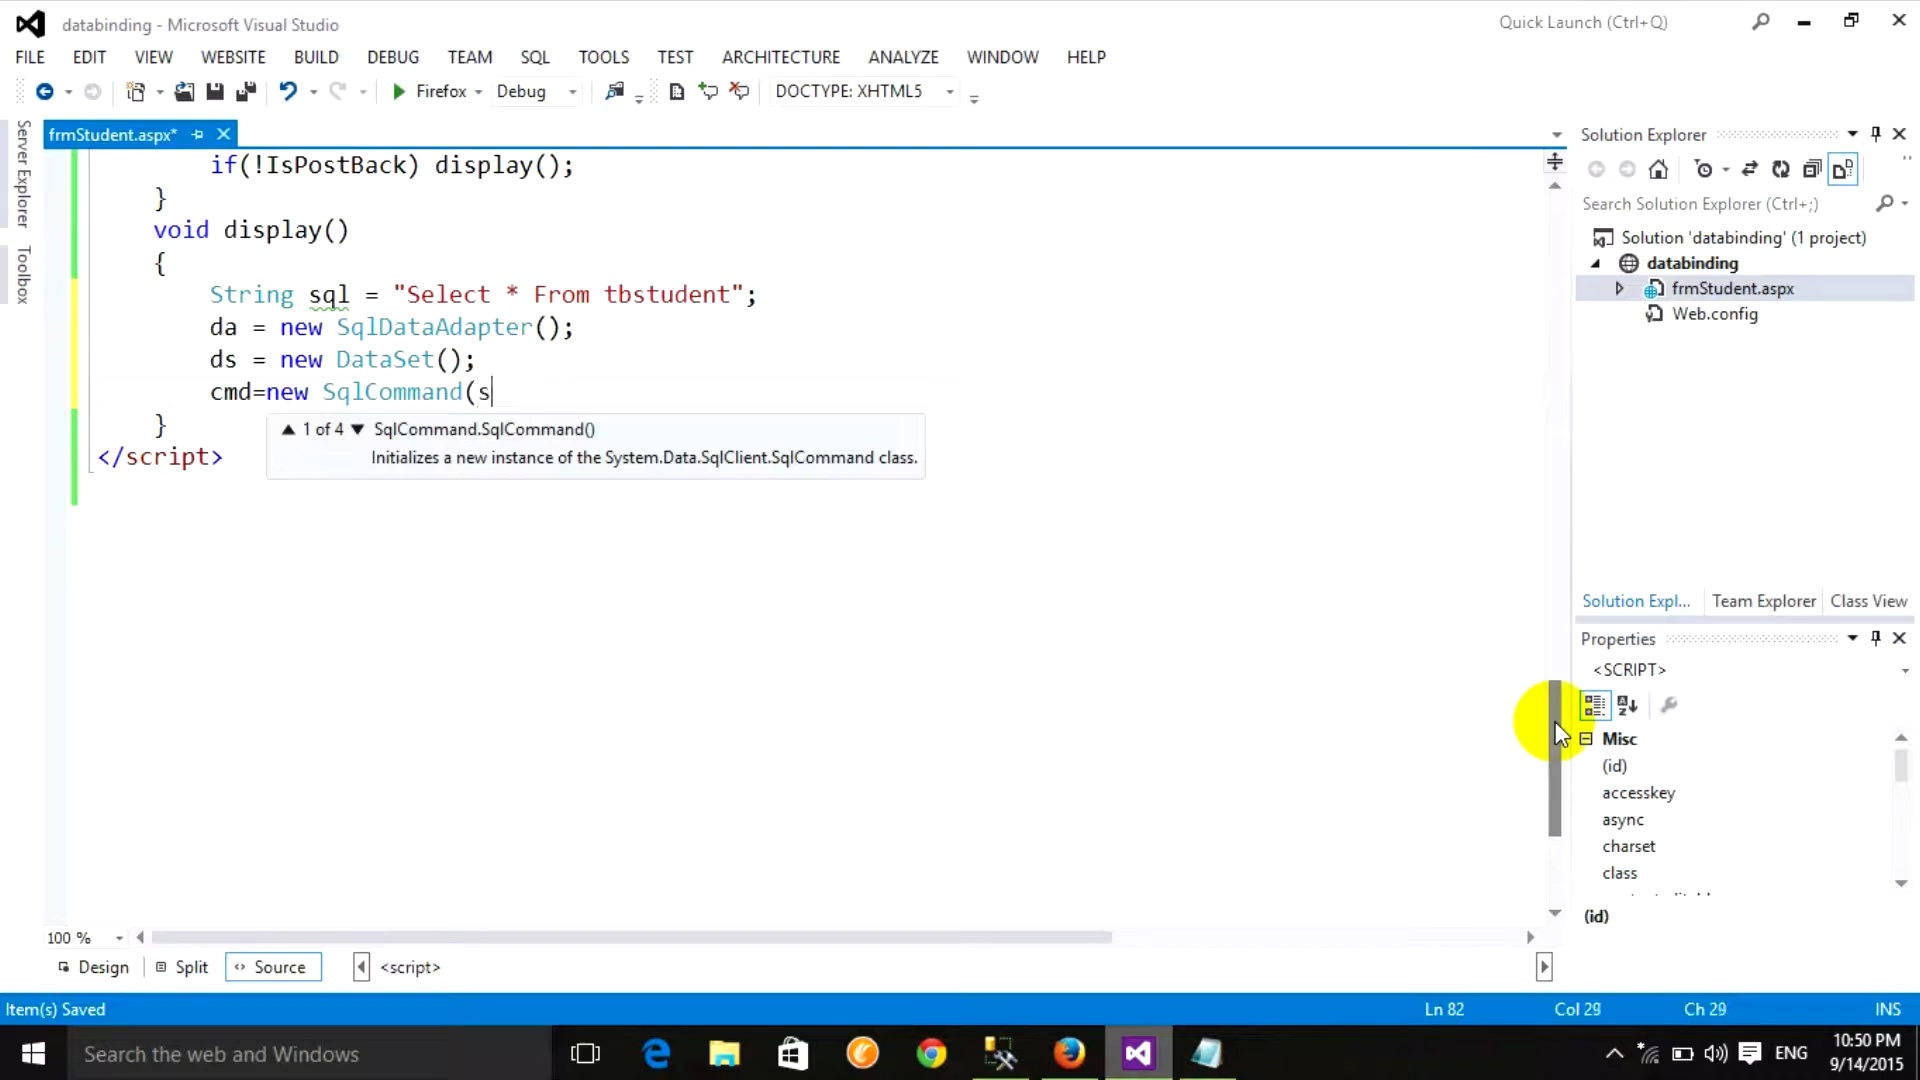 databinding - Microsoft Visual Studio
Quick Launch (Ctrl+Q)
FILE EDIT VIEW WEBSITE BUILD DEBUG TEAM SQL TOOLS TEST ARCHITECTURE ANALYZE WINDOW HELP
Firefox Debug DOCTYPE: XHTML5
Server Explorer
Toolbox
frmStudent.aspx*
if(!IsPostBack) display();
}
void display()
{
String sql = "Select * From tbstudent";
da = new SqlDataAdapter();
ds = new DataSet();
cmd=new SqlCommand(s
}
</script>
1 of 4 SqlCommand.SqlCommand()
Initializes a new instance of the System.Data.SqlClient.SqlCommand class.
100 %
Design Split Source <script>
Solution Explorer
Search Solution Explorer (Ctrl+;)
Solution 'databinding' (1 project)
databinding
frmStudent.aspx
Web.config
Solution Expl... Team Explorer Class View
Properties
<SCRIPT>
Misc
(id)
accesskey
async
charset
class
(id)
Item(s) Saved
Ln 82 Col 29 Ch 29 INS
Search the web and Windows
ENG
10:50 PM
9/14/2015